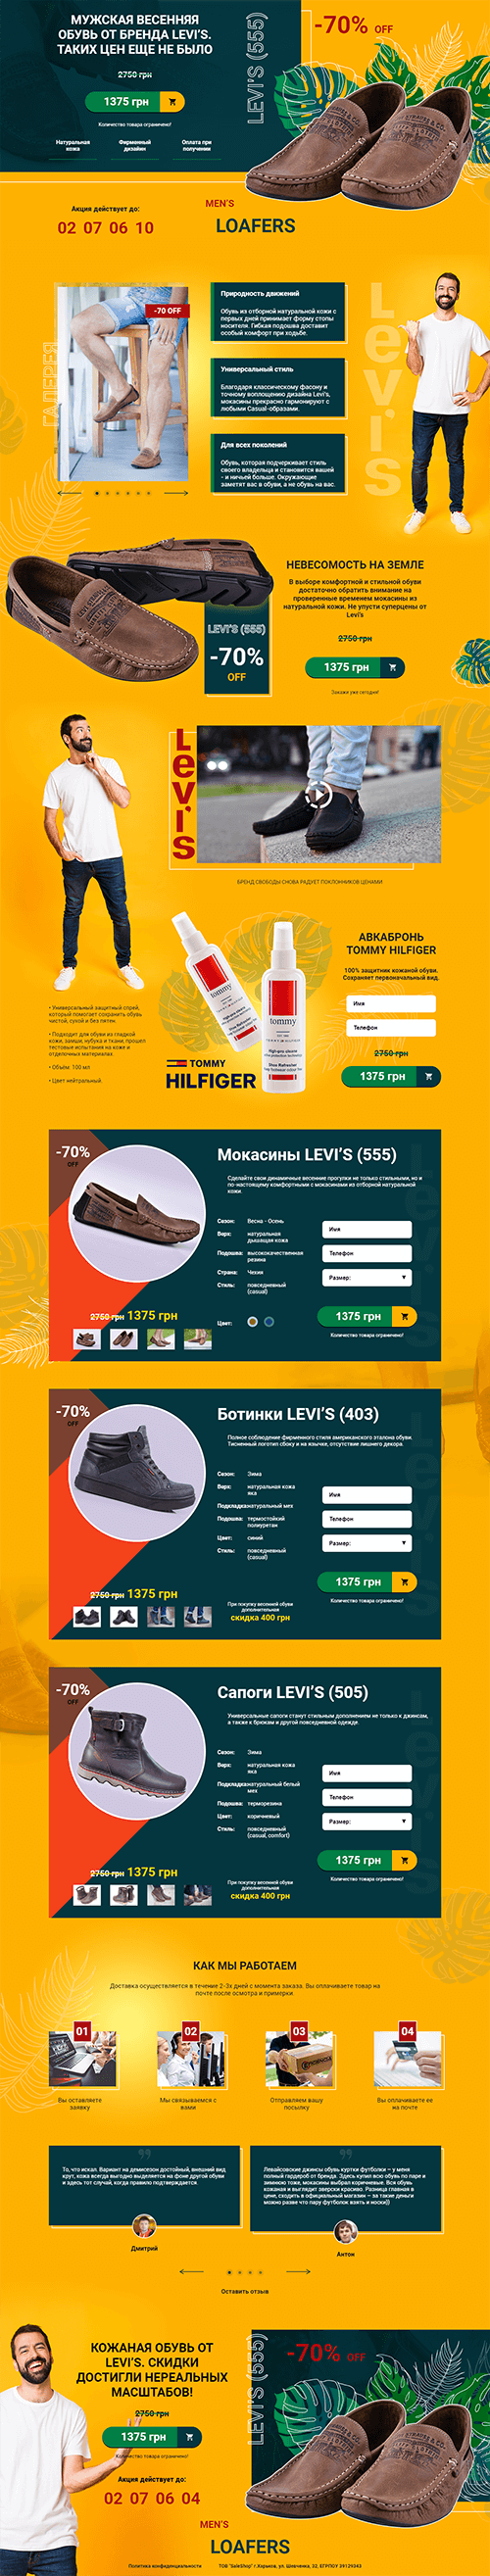 МУЖСКАЯ ВЕСЕННЯЯ
ОБУВЬ ОТ БРЕНДА LEVI'S.
ТАКИХ ЦЕН ЕЩЕ НЕ БЫЛО
2750 грн
1375 грн
Количество товара ограничено!
Натуральная
кожа
Фирменный
дизайн
Оплата при
получении
LEVI'S (555)
-70% OFF
Акция действует до:
02 07 06 10
MEN'S
LOAFERS
ГАЛЕРЕЯ
-70 OFF
Природность движений
Обувь из отборной натуральной кожи с
первых дней принимает форму стопы
носителя. Гибкая подошва доставит
особый комфорт при ходьбе.
Универсальный стиль
Благодаря классическому фасону и
точному воплощению дизайна Levi's,
мокасины прекрасно гармонируют с
любыми Casual-образами.
Для всех поколений
Обувь, которая подчеркивает стиль
своего владельца и становится вашей
- и ничьей больше. Окружающие
заметят вас в обуви, а не обувь на вас.
Levi's
LEVI'S (555)
-70%
OFF
НЕВЕСОМОСТЬ НА ЗЕМЛЕ
В выборе комфортной и стильной обуви
достаточно обратить внимание на
проверенные временем мокасины из
натуральной кожи. Не упусти суперцены от
Levi's
2750 грн
1375 грн
Закажи уже сегодня!
Levi's
БРЕНД СВОБОДЫ СНОВА РАДУЕТ ПОКЛОННИКОВ ЦЕНАМИ
• Универсальный защитный спрей,
который помогает сохранить обувь
чистой, сухой и без пятен.
• Подходит для обуви из гладкой
кожи, замши, нубука и ткани, прошел
тестовые испытания на коже и
отделочных материалах.
• Объём: 100 мл
• Цвет нейтральный.
tommy
tommy
TOMMY
HILFIGER
АКВАБРОНЬ
TOMMY HILFIGER
100% защитник кожаной обуви.
Сохраняет первоначальный вид.
Имя
Телефон
2750 грн
1375 грн
-70%
OFF
Мокасины LEVI'S (555)
Сделайте свои динамичные весенние прогулки не только стильными, но и
по-настоящему комфортными с мокасинами из отборной натуральной
кожи.
Сезон: Весна - Осень
Верх: натуральная
дышащая кожа
Подошва: высококачественная
резина
Страна: Чехия
Стиль: повседневный
(casual)
Цвет:
Имя
Телефон
Размер:
2750 грн 1375 грн
1375 грн
Количество товара ограничено!
-70%
OFF
Ботинки LEVI'S (403)
Полное соблюдение фирменного стиля американского эталона обуви.
Тисненный логотип сбоку и на язычке, отсутствие лишнего декора.
Сезон: Зима
Верх: натуральная кожа
яка
Подкладка: натуральный мех
Подошва: термостойкий
полиуретан
Цвет: синий
Стиль: повседневный
(casual)
Имя
Телефон
Размер:
2750 грн 1375 грн
При покупку весенней обуви
дополнительная
скидка 400 грн
1375 грн
Количество товара ограничено!
-70%
OFF
Сапоги LEVI'S (505)
Универсальные сапоги станут стильным дополнением не только к джинсам,
а также к брюкам и другой повседневной одежде.
Сезон: Зима
Верх: натуральная кожа
яка
Подкладка: натуральный белый
мех
Подошва: терморезина
Цвет: коричневый
Стиль: повседневный
(casual, comfort)
Имя
Телефон
Размер:
2750 грн 1375 грн
При покупку весенней обуви
дополнительная
скидка 400 грн
1375 грн
Количество товара ограничено!
КАК МЫ РАБОТАЕМ
Доставка осуществляется в течение 2-3х дней с момента заказа. Вы оплачиваете товар на
почте после осмотра и примерки.
01
02
03
04
Вы оставляете
заявку
Мы связываемся с
вами
Отправляем вашу
посылку
Вы оплачиваете ее
на почте
То, что искал. Вариант на демисезон достойный, внешний вид
крут, кожа всегда выгодно выделяется на фоне другой обуви
и здесь тот случай, когда правило подтверждается.
Дмитрий
Левайсовские джинсы обувь куртки футболки – у меня
полный гардероб от бренда. Здесь купил всю обувь по паре и
зимнюю тоже, мокасины выбрал коричневые. Вся обувь
кожаная и выглядит зверски красиво. Разница главная в
цене, сходить в официальный магазин – за такие деньги
можно разве что пару футболок взять и носки))
Антон
Оставить отзыв
КОЖАНАЯ ОБУВЬ ОТ
LEVI'S. СКИДКИ
ДОСТИГЛИ НЕРЕАЛЬНЫХ
МАСШТАБОВ!
2750 грн
1375 грн
Количество товара ограничено!
Акция действует до:
02 07 06 04
LEVI'S (555)
-70% OFF
MEN'S
LOAFERS
Политика конфиденциальности
ТОВ "SaleShop" г.Харьков, ул. Шевченка, 32, ЕГРПОУ 39129343